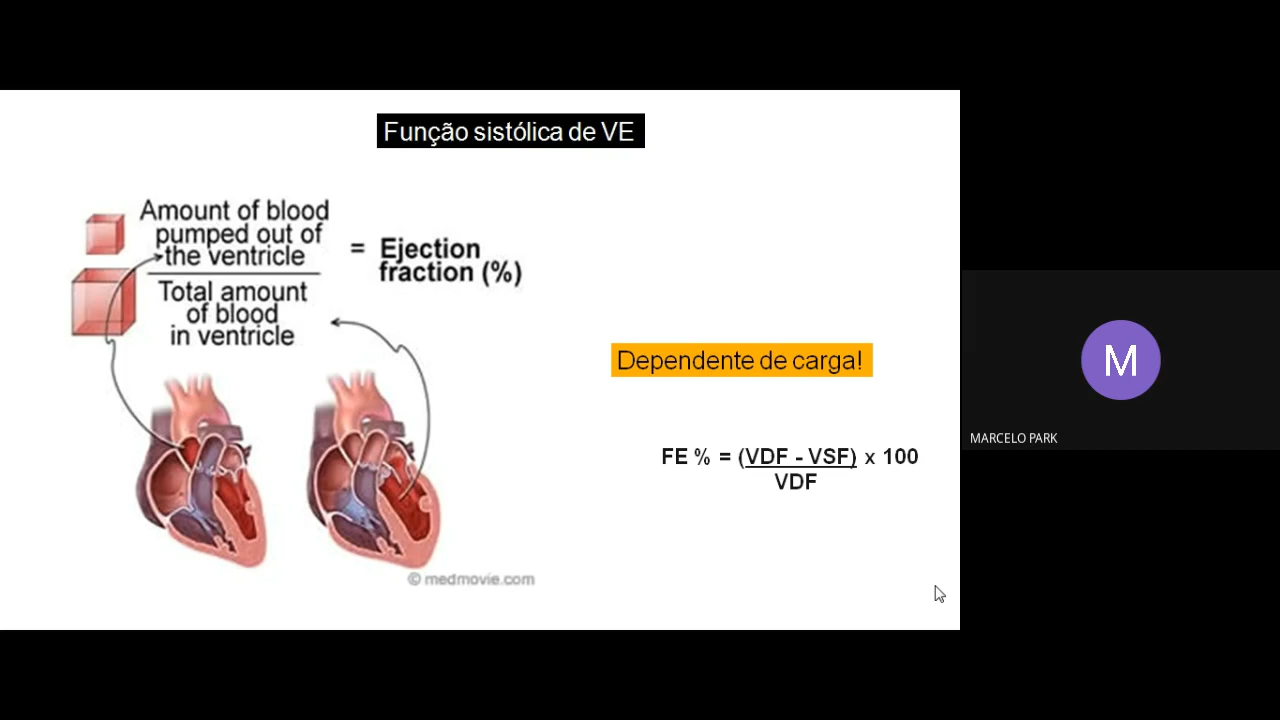 Função sistólica de VE
Amount of blood
pumped out of
the ventricle
Total amount
of blood
in ventricle
= Ejection
fraction (%)
Dependente de carga!
FE % = (VDF - VSF) x 100
VDF
© medmovie.com
M
MARCELO PARK